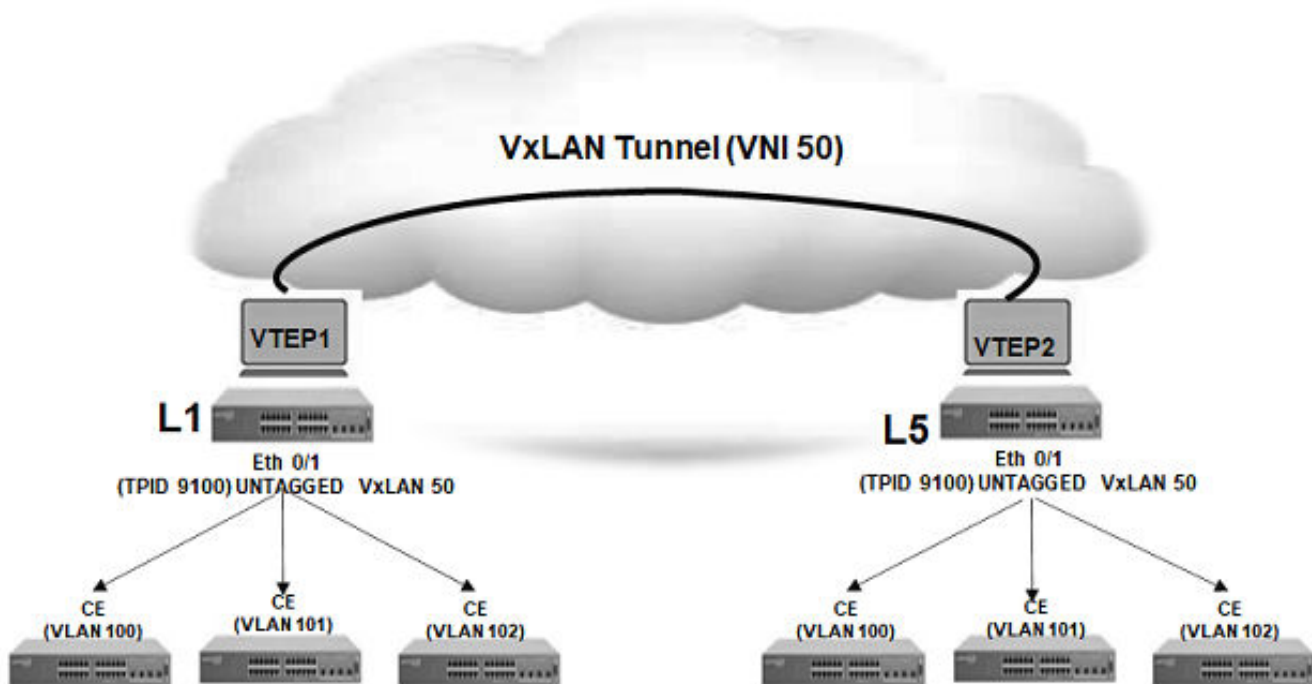 VxLAN Tunnel (VNI 50)
VTEP1
VTEP2
L1
L5
Eth 0/1
(TPID 9100) UNTAGGED VxLAN 50
Eth 0/1
(TPID 9100) UNTAGGED VxLAN 50
CE
(VLAN 100)
CE
(VLAN 101)
CE
(VLAN 102)
CE
(VLAN 100)
CE
(VLAN 101)
CE
(VLAN 102)